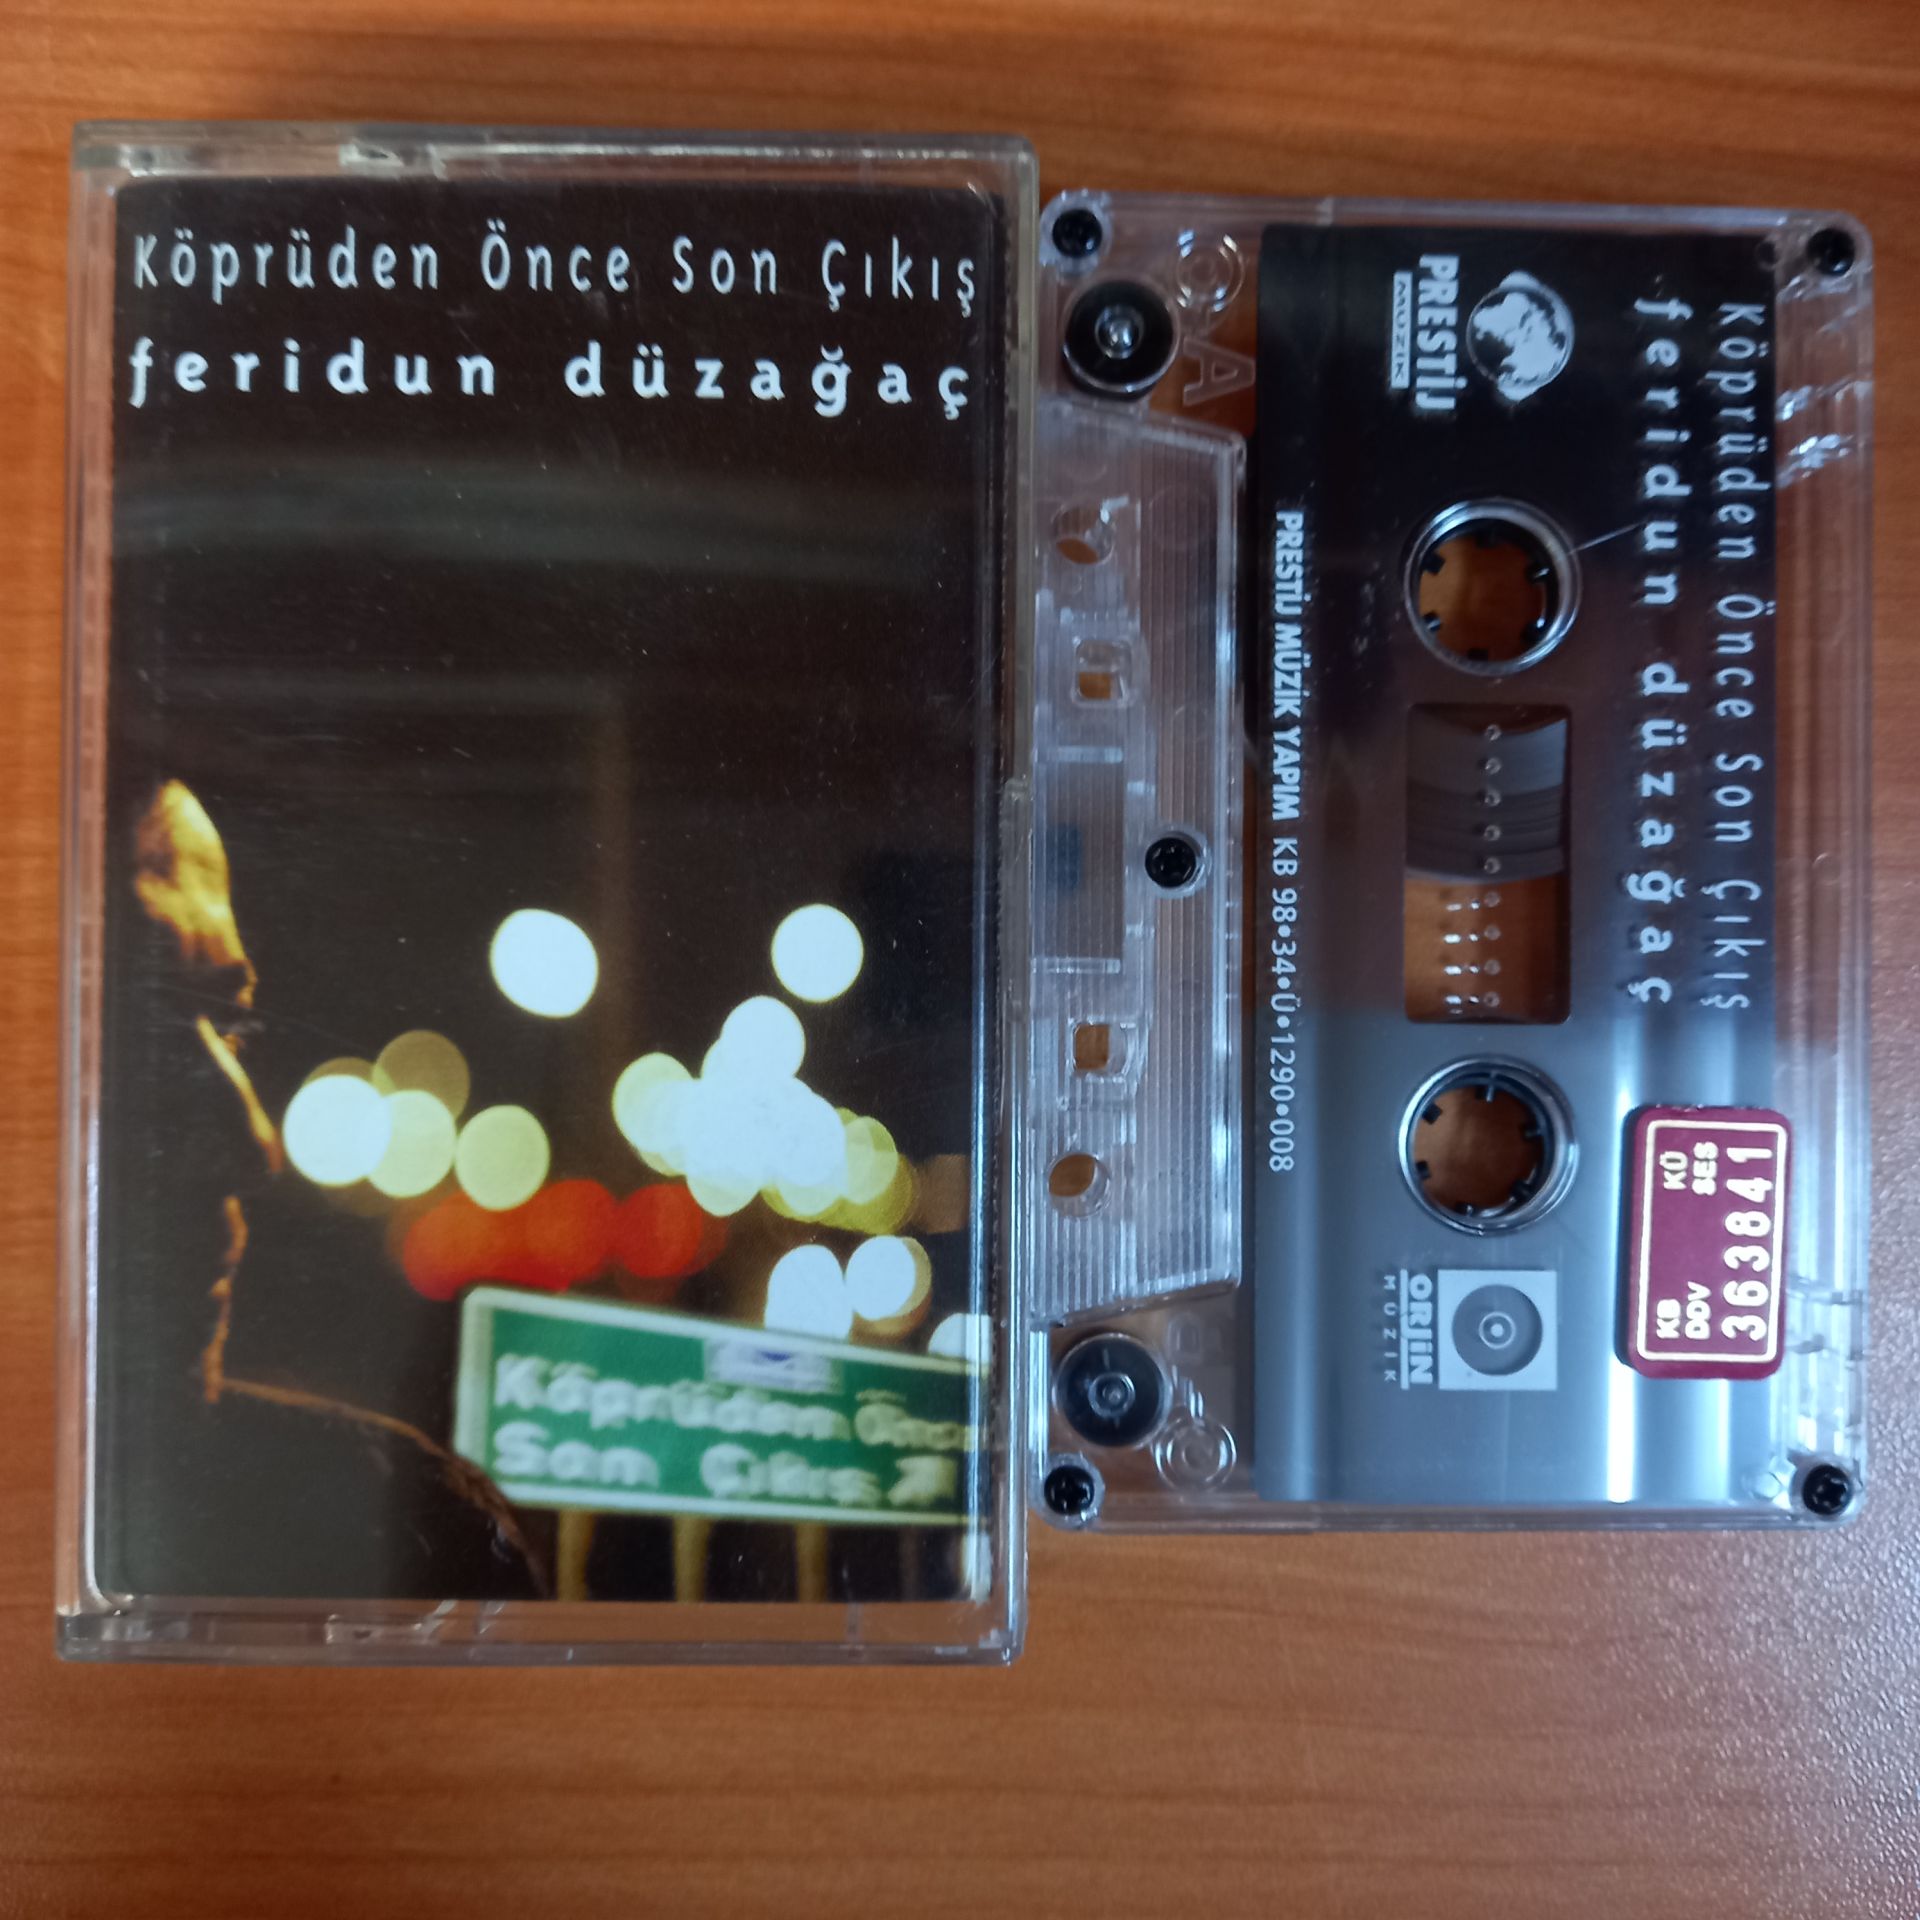 Köprüden Önce Son Çıkış
feridun düzağaç
Köprüden Önce
Son Çıkış
Köprüden Önce Son Çıkış
feridun düzağaç
PRESTİJ
MÜZİK
A
PRESTİJ MÜZİK YAPIM KB 98•34•Ü•1290•008
ORJİN
MÜZİK
KB KÜ
DDV SES
363841